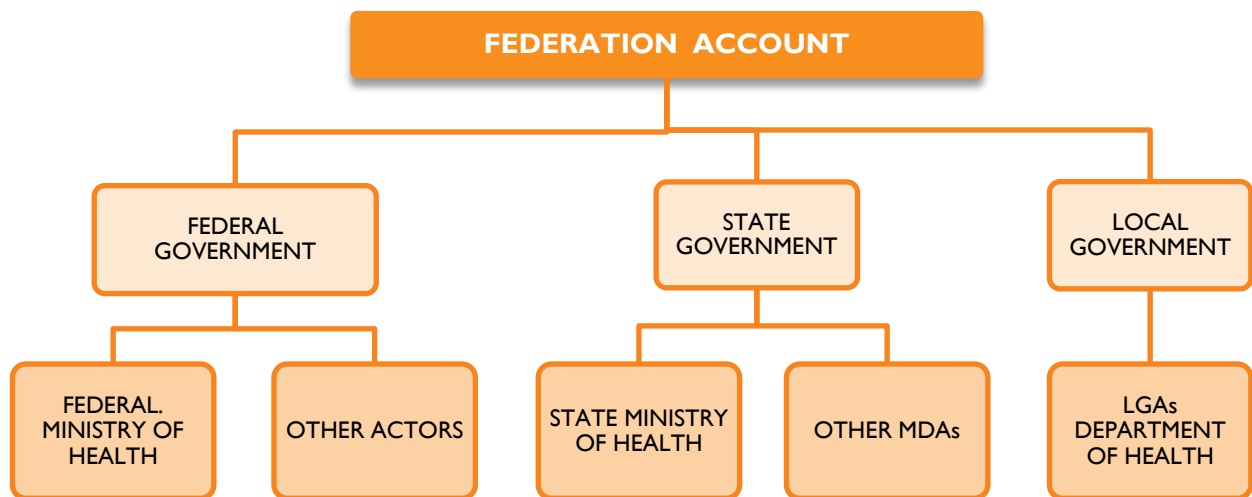 FEDERATION ACCOUNT
FEDERAL
GOVERNMENT
STATE
GOVERNMENT
LOCAL
GOVERNMENT
FEDERAL.
MINISTRY OF
HEALTH
OTHER ACTORS
STATE MINISTRY
OF HEALTH
OTHER MDAs
LGAs
DEPARTMENT
OF HEALTH